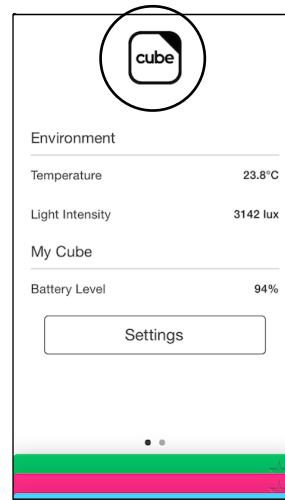 cube
Environment
Temperature 23.8°C
Light Intensity 3142 lux
My Cube
Battery Level 94%
Settings